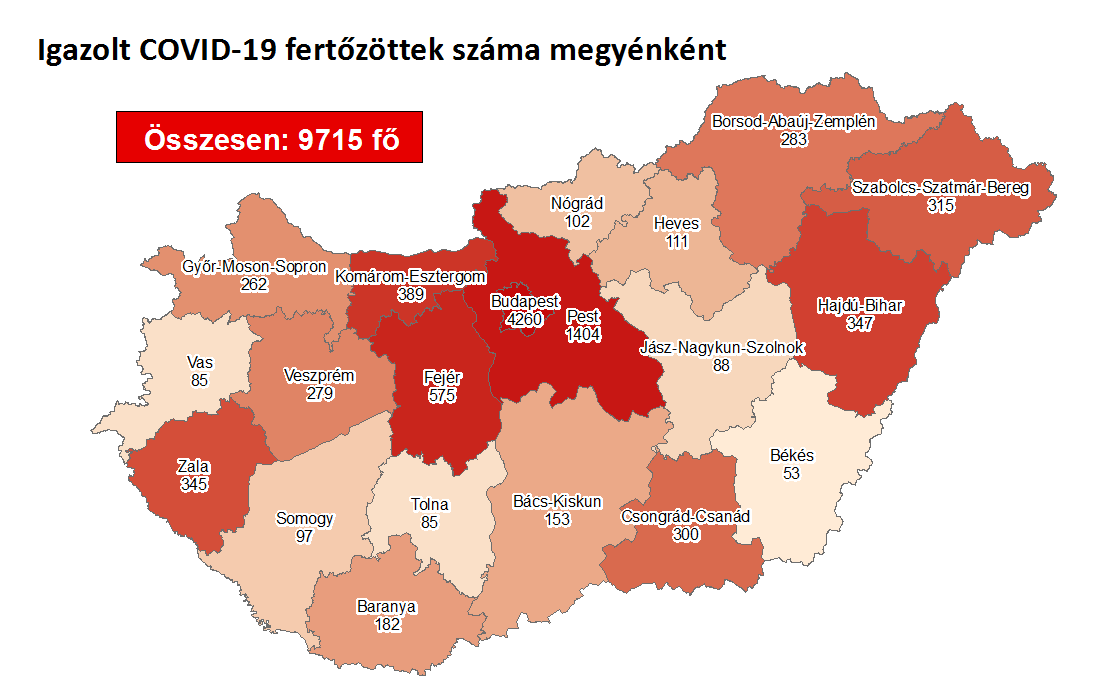 Igazolt COVID-19 fertőzöttek száma megyénként
Összesen: 9715 fő
Borsod-Abaúj-Zemplén
283
Szabolcs-Szatmár-Bereg
315
Nógrád
102
Heves
111
Győr-Moson-Sopron
262
Komárom-Esztergom
389
Budapest
4260
Pest
1404
Hajdú-Bihar
347
Jász-Nagykun-Szolnok
88
Vas
85
Veszprém
279
Fejér
575
Békés
53
Zala
345
Somogy
97
Tolna
85
Bács-Kiskun
153
Csongrád-Csanád
300
Baranya
182